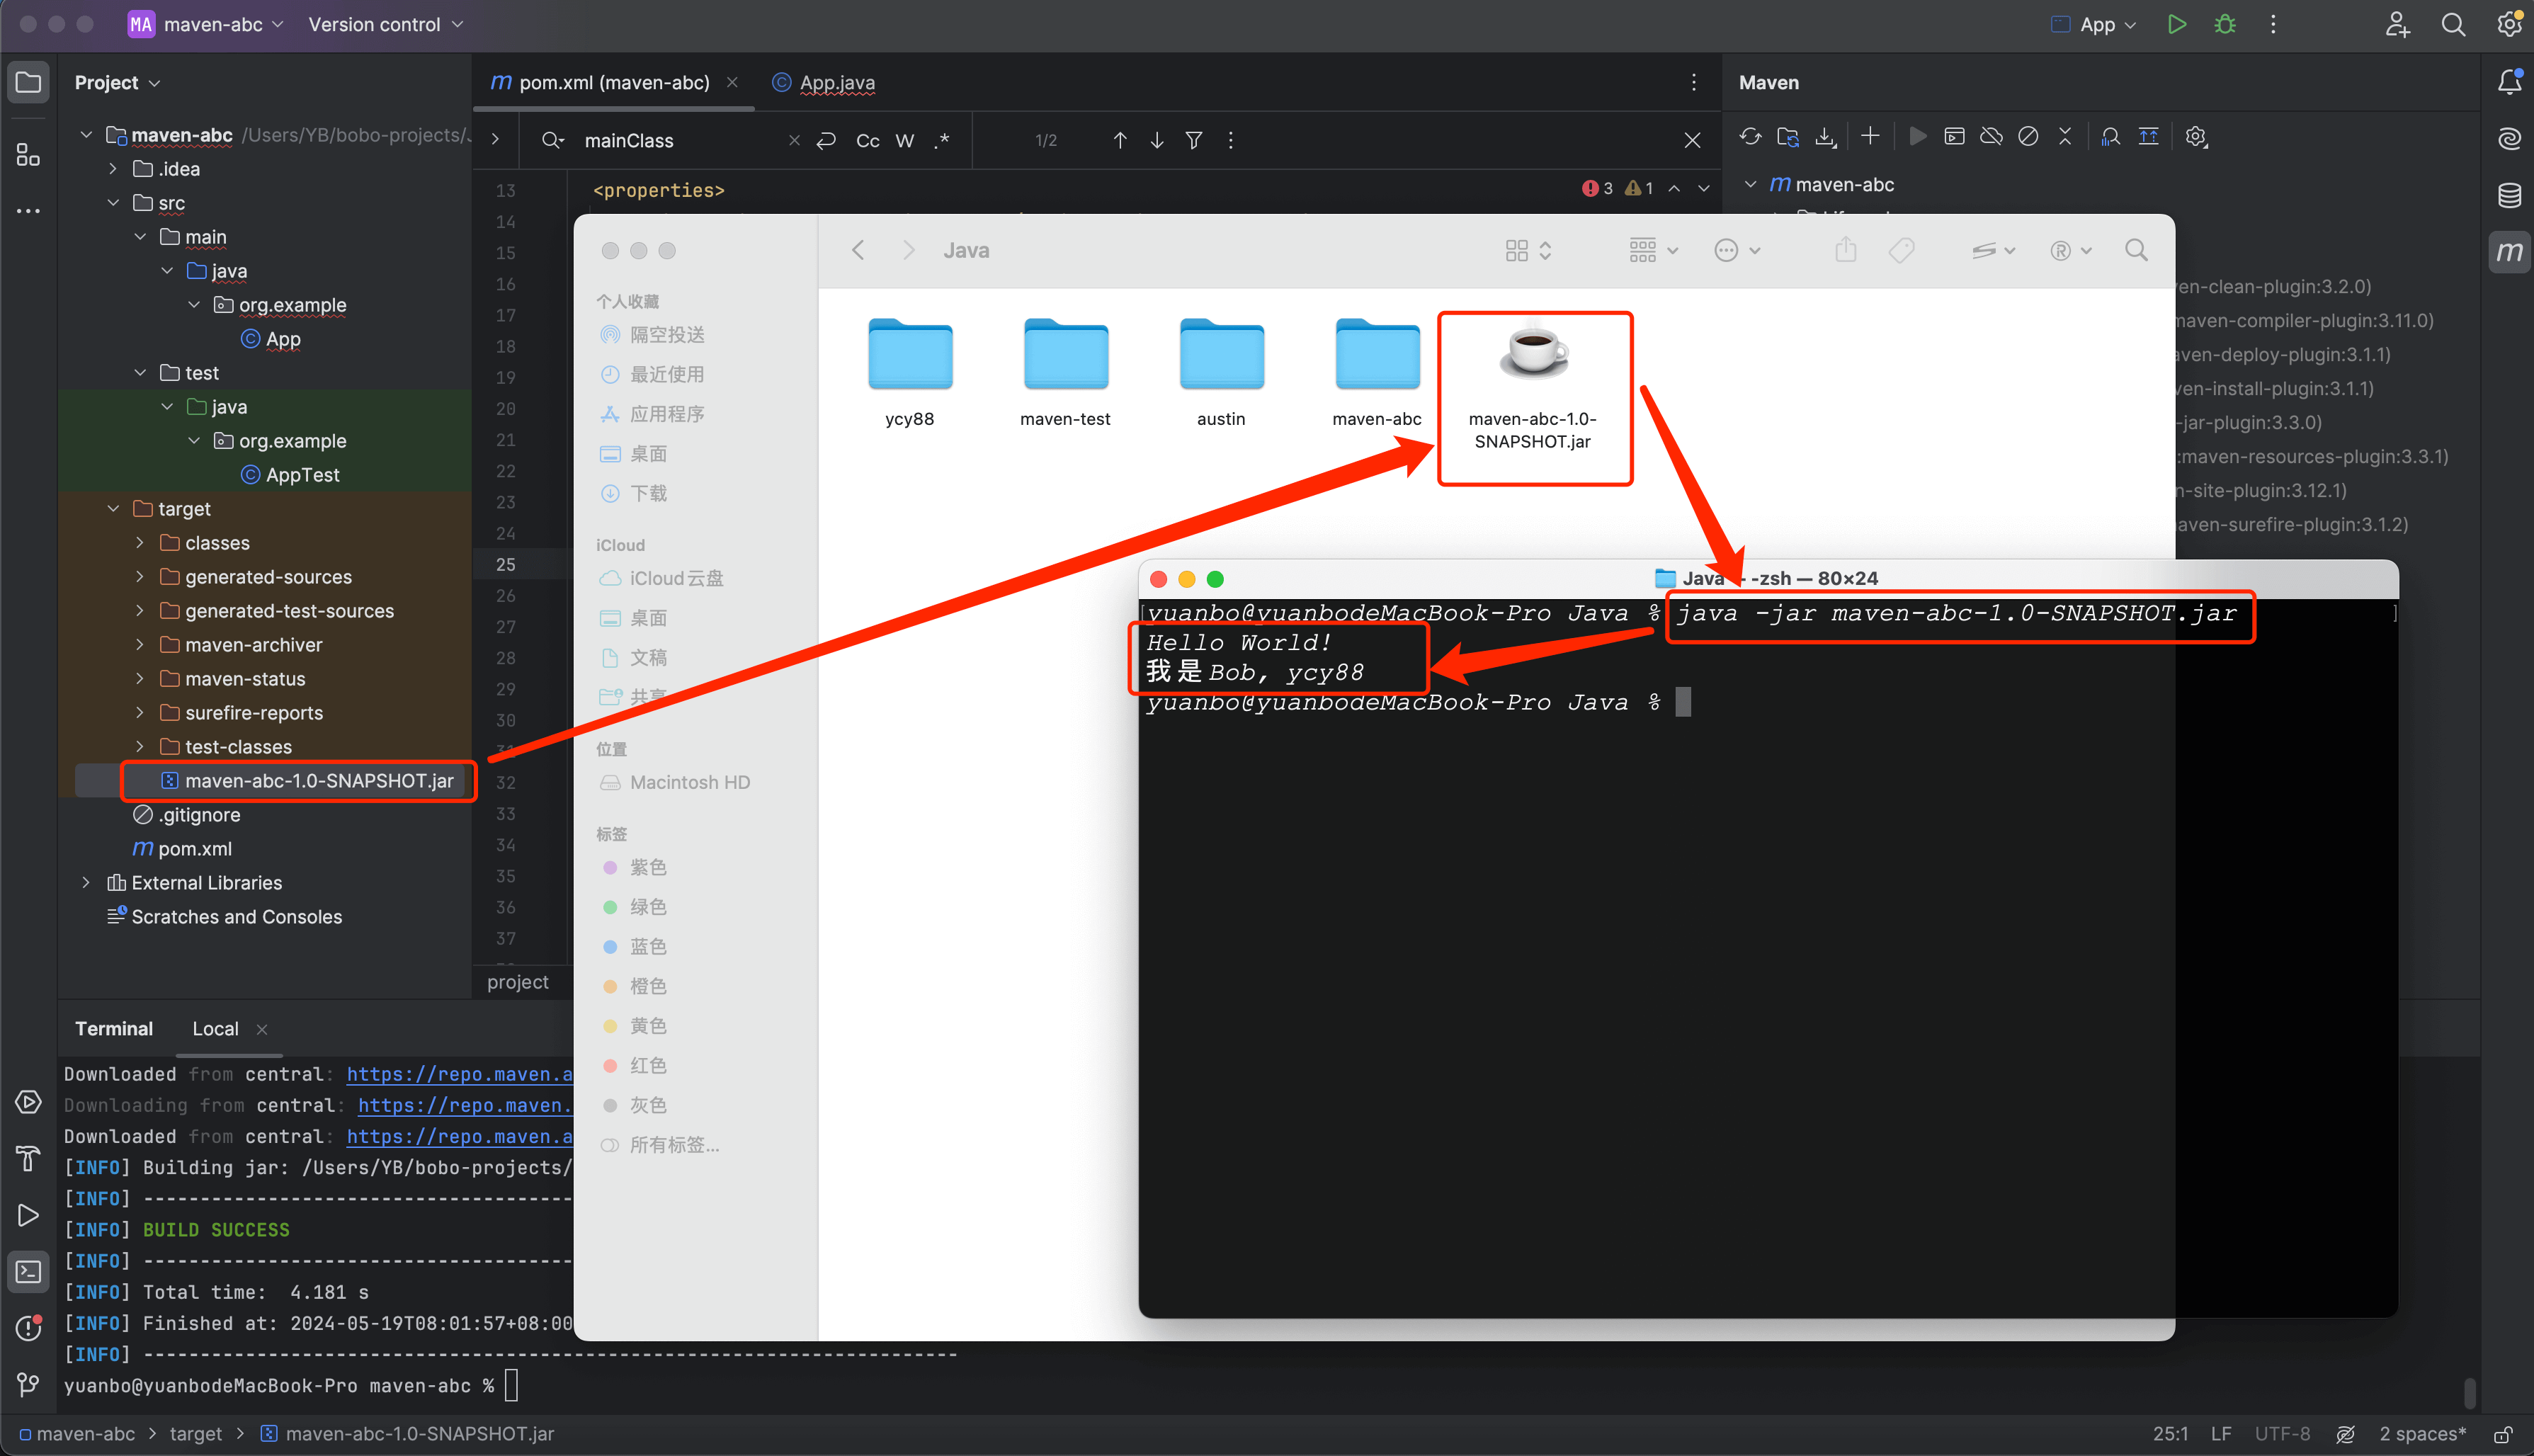 MA maven-abc Version control App
Project
maven-abc /Users/YB/bobo-projects/J
.idea
src
main
java
org.example
App
test
java
org.example
AppTest
target
classes
generated-sources
generated-test-sources
maven-archiver
maven-status
surefire-reports
test-classes
maven-abc-1.0-SNAPSHOT.jar
.gitignore
m pom.xml
External Libraries
Scratches and Consoles
m pom.xml (maven-abc) App.java
mainClass Cc W .* 1/2
<properties> 3 1
13
14
15
16
17
18
19
20
21
22
23
24
25
26
27
28
29
30
31
32
33
34
35
36
37
project
Maven
m maven-abc
ven-clean-plugin:3.2.0)
maven-compiler-plugin:3.11.0)
aven-deploy-plugin:3.1.1)
ven-install-plugin:3.1.1)
-jar-plugin:3.3.0)
:maven-resources-plugin:3.3.1)
n-site-plugin:3.12.1)
aven-surefire-plugin:3.1.2)
m
Java
个人收藏
隔空投送
最近使用
应用程序
桌面
下载
iCloud
iCloud云盘
桌面
文稿
共享
位置
Macintosh HD
标签
紫色
绿色
蓝色
橙色
黄色
红色
灰色
所有标签...
ycy88
maven-test
austin
maven-abc
maven-abc-1.0-
SNAPSHOT.jar
Java — -zsh — 80×24
[yuanbo@yuanbodeMacBook-Pro Java % java -jar maven-abc-1.0-SNAPSHOT.jar ]
Hello World!
我是Bob, ycy88
yuanbo@yuanbodeMacBook-Pro Java %
Terminal Local
Downloaded from central: https://repo.maven.a
Downloading from central: https://repo.maven.
Downloaded from central: https://repo.maven.a
[INFO] Building jar: /Users/YB/bobo-projects/
[INFO] ------------------------------------
[INFO] BUILD SUCCESS
[INFO] ------------------------------------
[INFO] Total time:  4.181 s
[INFO] Finished at: 2024-05-19T08:01:57+08:00
[INFO] ------------------------------------------------------------------------
yuanbo@yuanbodeMacBook-Pro maven-abc %
maven-abc > target > maven-abc-1.0-SNAPSHOT.jar 25:1 LF UTF-8 2 spaces*